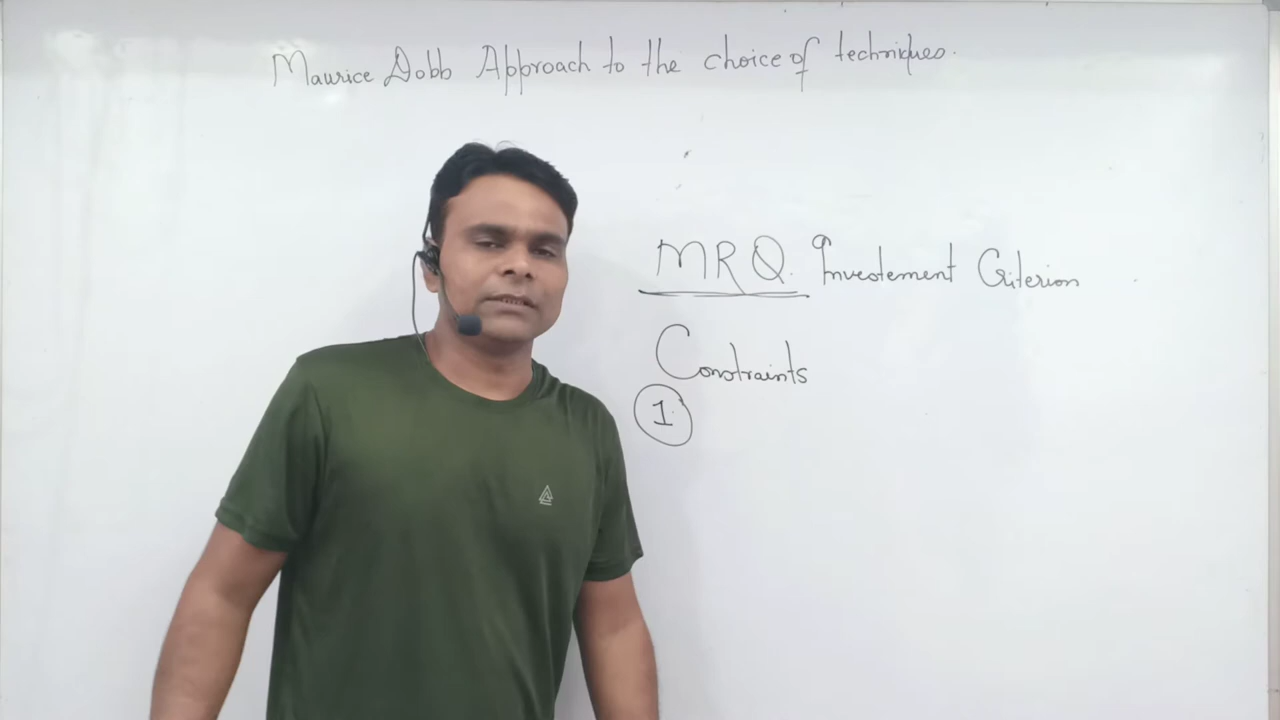 Maurice Dobb Approach to the choice of techniques.
MRQ. Investement Criterion
Constraints
1.